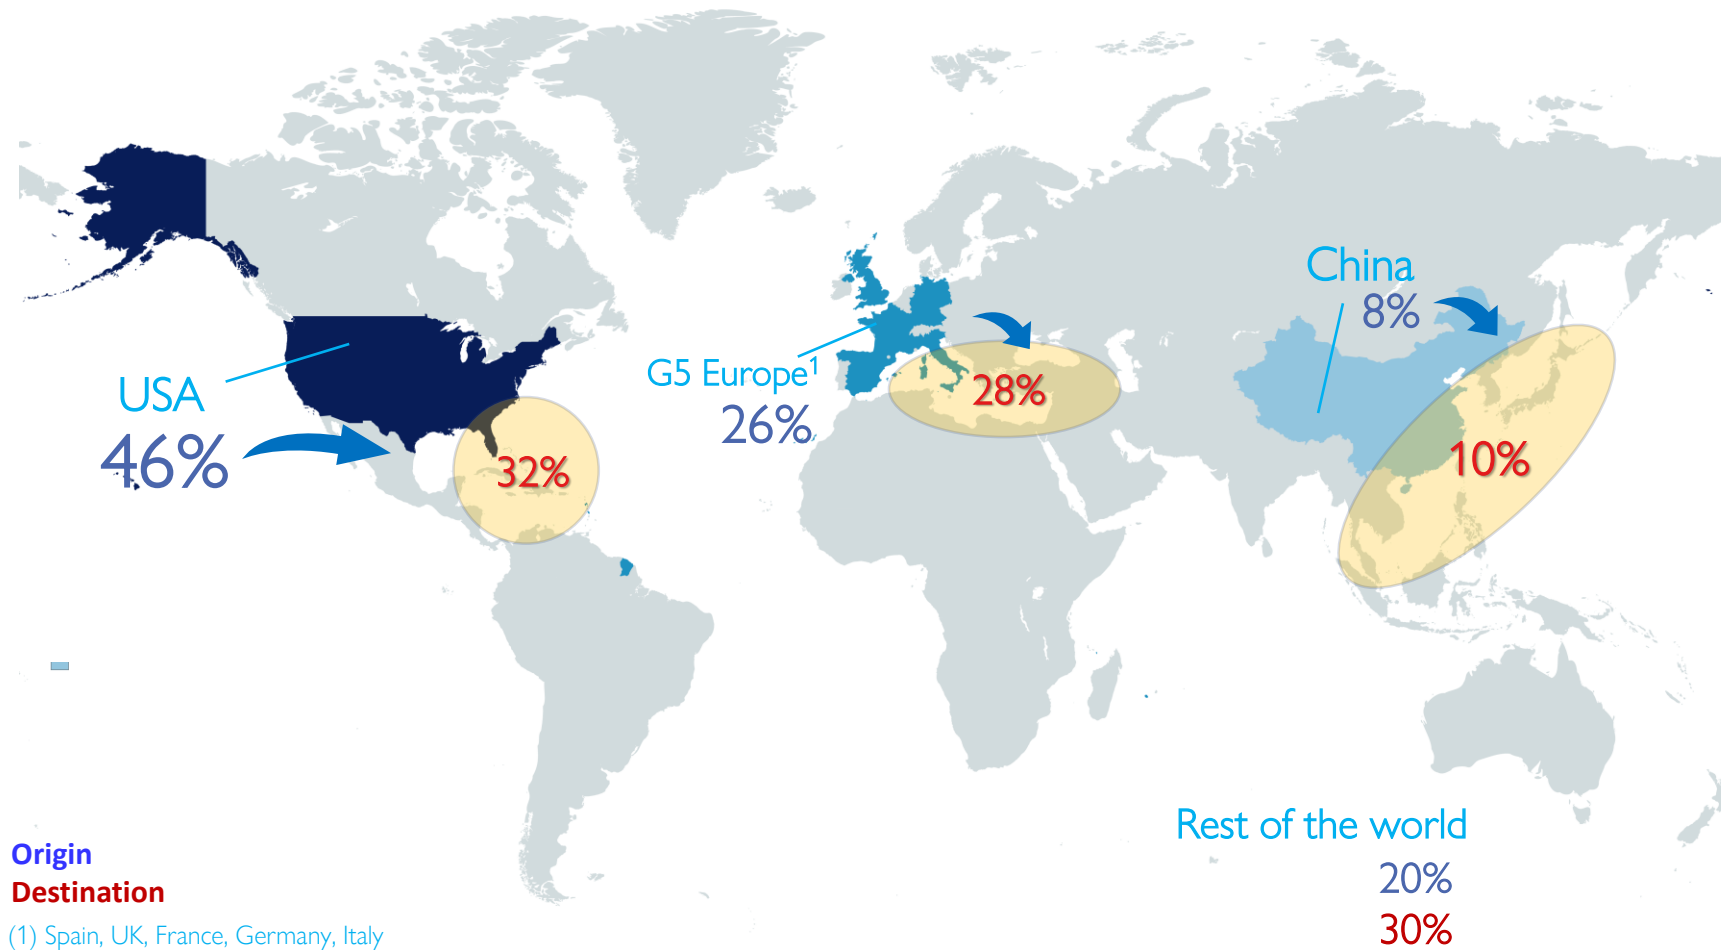 China
8%
USA
46%
32%
G5 Europe¹
26%
28%
10%
Rest of the world
20%
30%
Origin
Destination
(1) Spain, UK, France, Germany, Italy